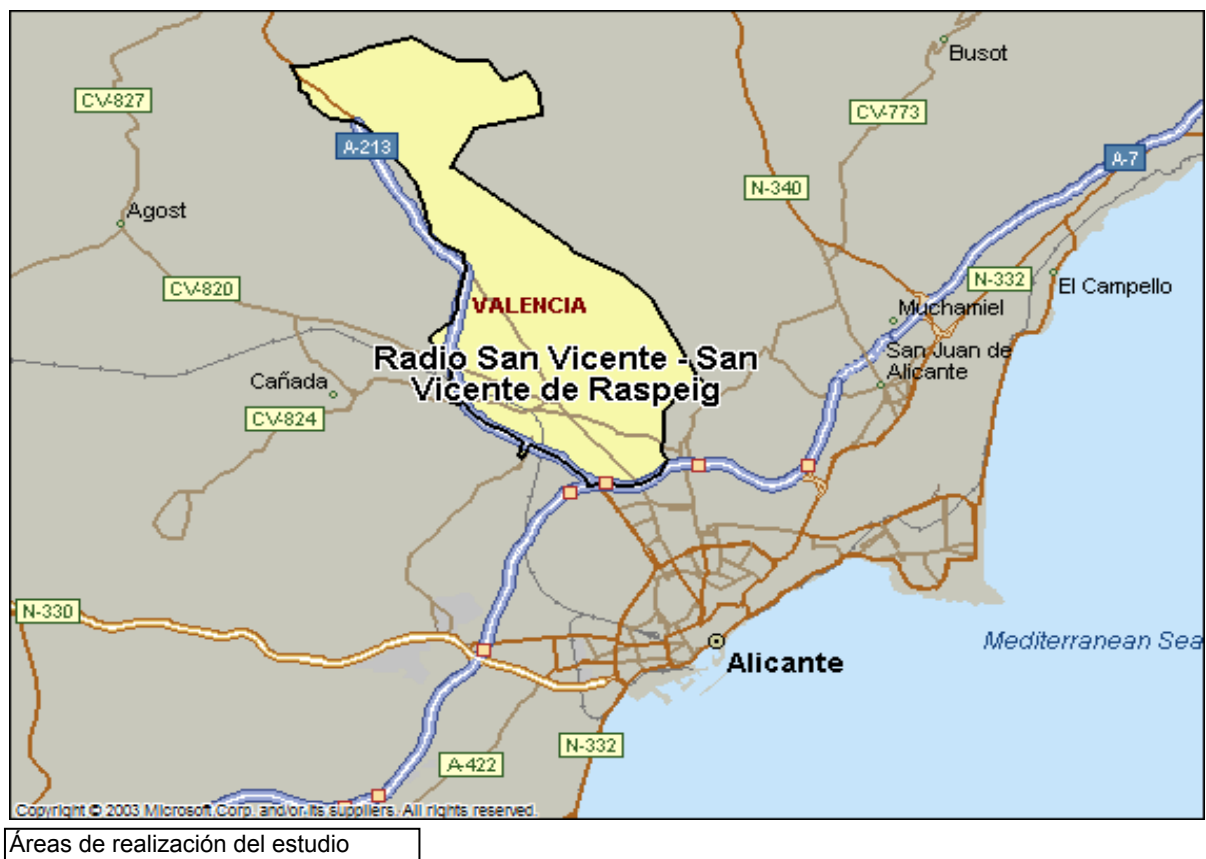 Busot
CV-827
CV-773
A-213
A-7
N-340
Agost
N-332
CV-820
El Campello
VALENCIA
Muchamiel
Radio San Vicente - San
Vicente de Raspeig
San Juan de
Alicante
Cañada
CV-824
N-330
Mediterranean Sea
Alicante
N-332
A-422
Copyright © 2003 Microsoft Corp. and/or its suppliers. All rights reserved.
Áreas de realización del estudio